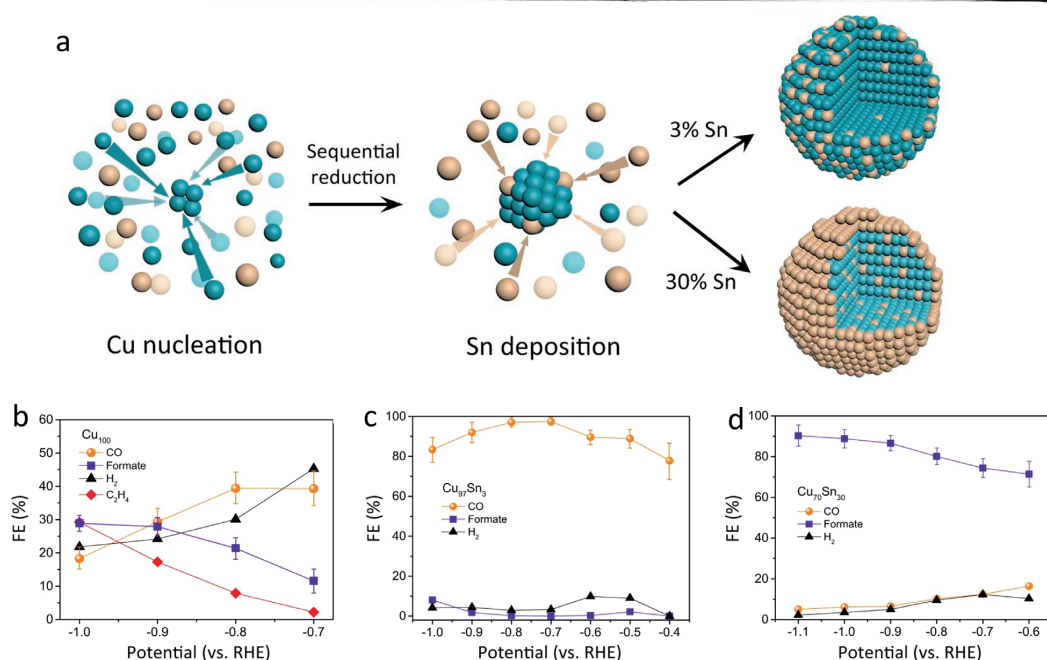 a
Sequential
reduction
3% Sn
30% Sn
Cu nucleation
Sn deposition
b
60
50
40
30
20
10
0
FE (%)
Cu₁₀₀
CO
Formate
H₂
C₂H₄
-1.0 -0.9 -0.8 -0.7
Potential (vs. RHE)
c
100
80
60
40
20
10
0
FE (%)
Cu₉₇Sn₃
CO
Formate
H₂
-1.0 -0.9 -0.8 -0.7 -0.6 -0.5 -0.4
Potential (vs. RHE)
d
100
80
60
40
20
10
0
FE (%)
Cu₇₀Sn₃₀
CO
Formate
H₂
-1.1 -1.0 -0.9 -0.8 -0.7 -0.6
Potential (vs. RHE)